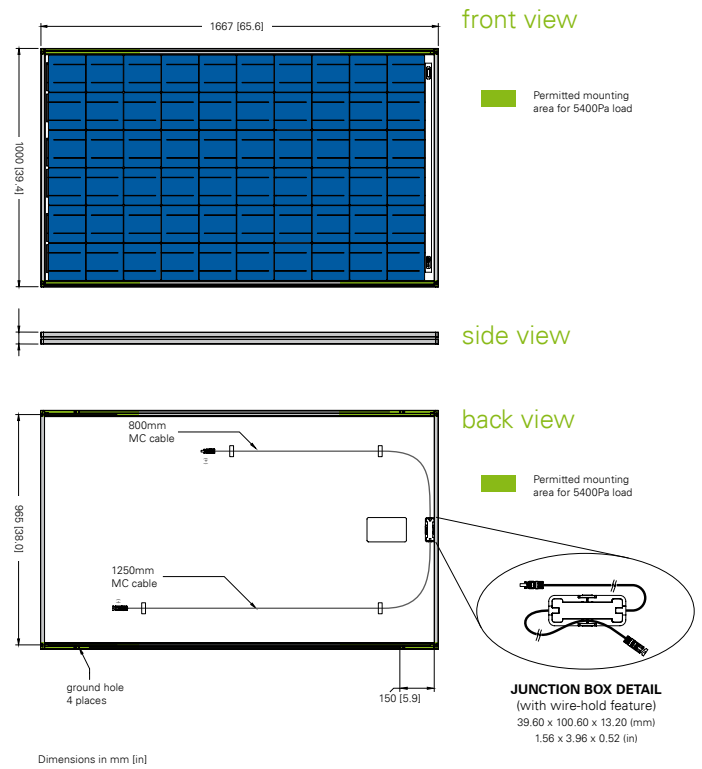 front view
1667 [65.6]
Permitted mounting
area for 5400Pa load
1000 [39.4]
side view
back view
800mm
MC cable
Permitted mounting
area for 5400Pa load
965 [38.0]
1250mm
MC cable
ground hole
4 places
150 [5.9]
JUNCTION BOX DETAIL
(with wire-hold feature)
39.60 x 100.60 x 13.20 (mm)
1.56 x 3.96 x 0.52 (in)
Dimensions in mm [in]